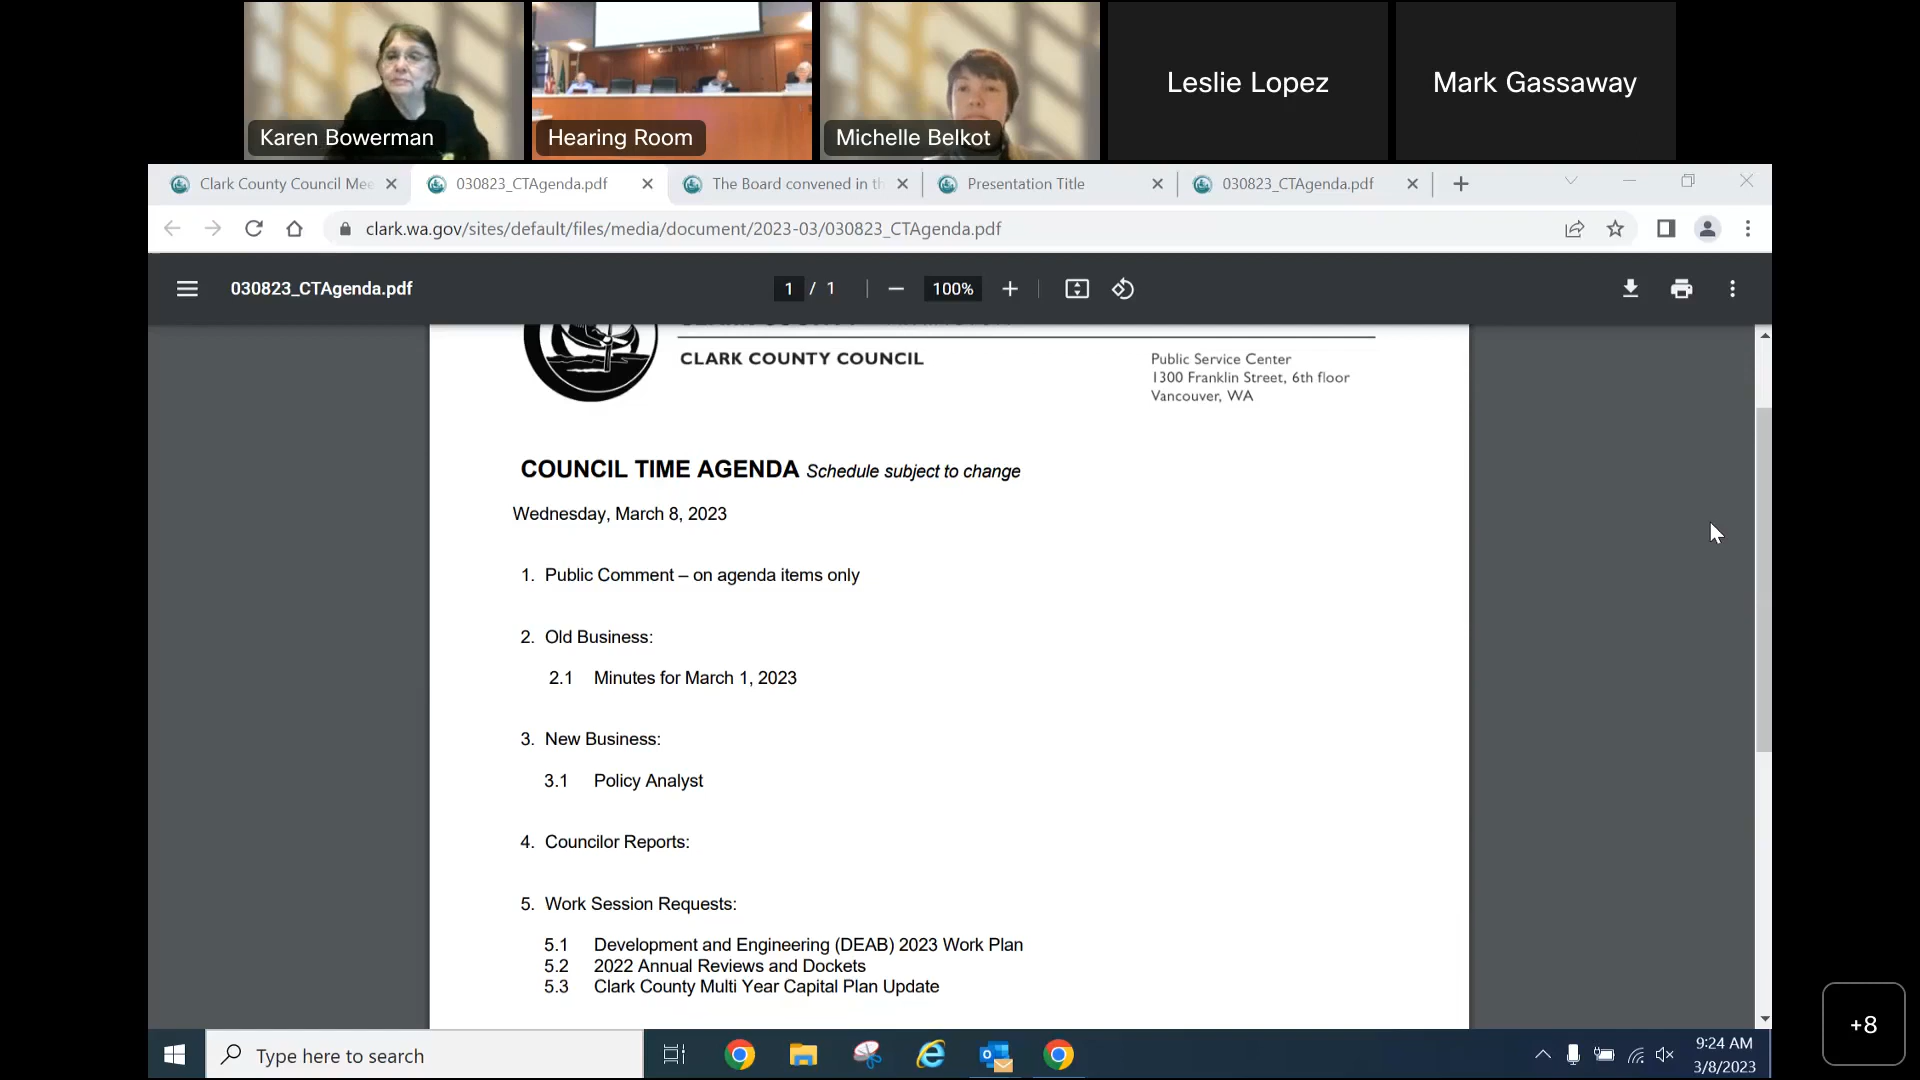 Karen Bowerman
Hearing Room
Michelle Belkot
Leslie Lopez
Mark Gassaway
In God We Trust
Clark County Council Mee
030823_CTAgenda.pdf
The Board convened in th
Presentation Title
030823_CTAgenda.pdf
clark.wa.gov/sites/default/files/media/document/2023-03/030823_CTAgenda.pdf
030823_CTAgenda.pdf
1 / 1
100%
CLARK COUNTY COUNCIL
Public Service Center
1300 Franklin Street, 6th floor
Vancouver, WA
COUNCIL TIME AGENDA Schedule subject to change
Wednesday, March 8, 2023
1. Public Comment – on agenda items only
2. Old Business:
2.1 Minutes for March 1, 2023
3. New Business:
3.1 Policy Analyst
4. Councilor Reports:
5. Work Session Requests:
5.1 Development and Engineering (DEAB) 2023 Work Plan
5.2 2022 Annual Reviews and Dockets
5.3 Clark County Multi Year Capital Plan Update
+8
Type here to search
9:24 AM
3/8/2023